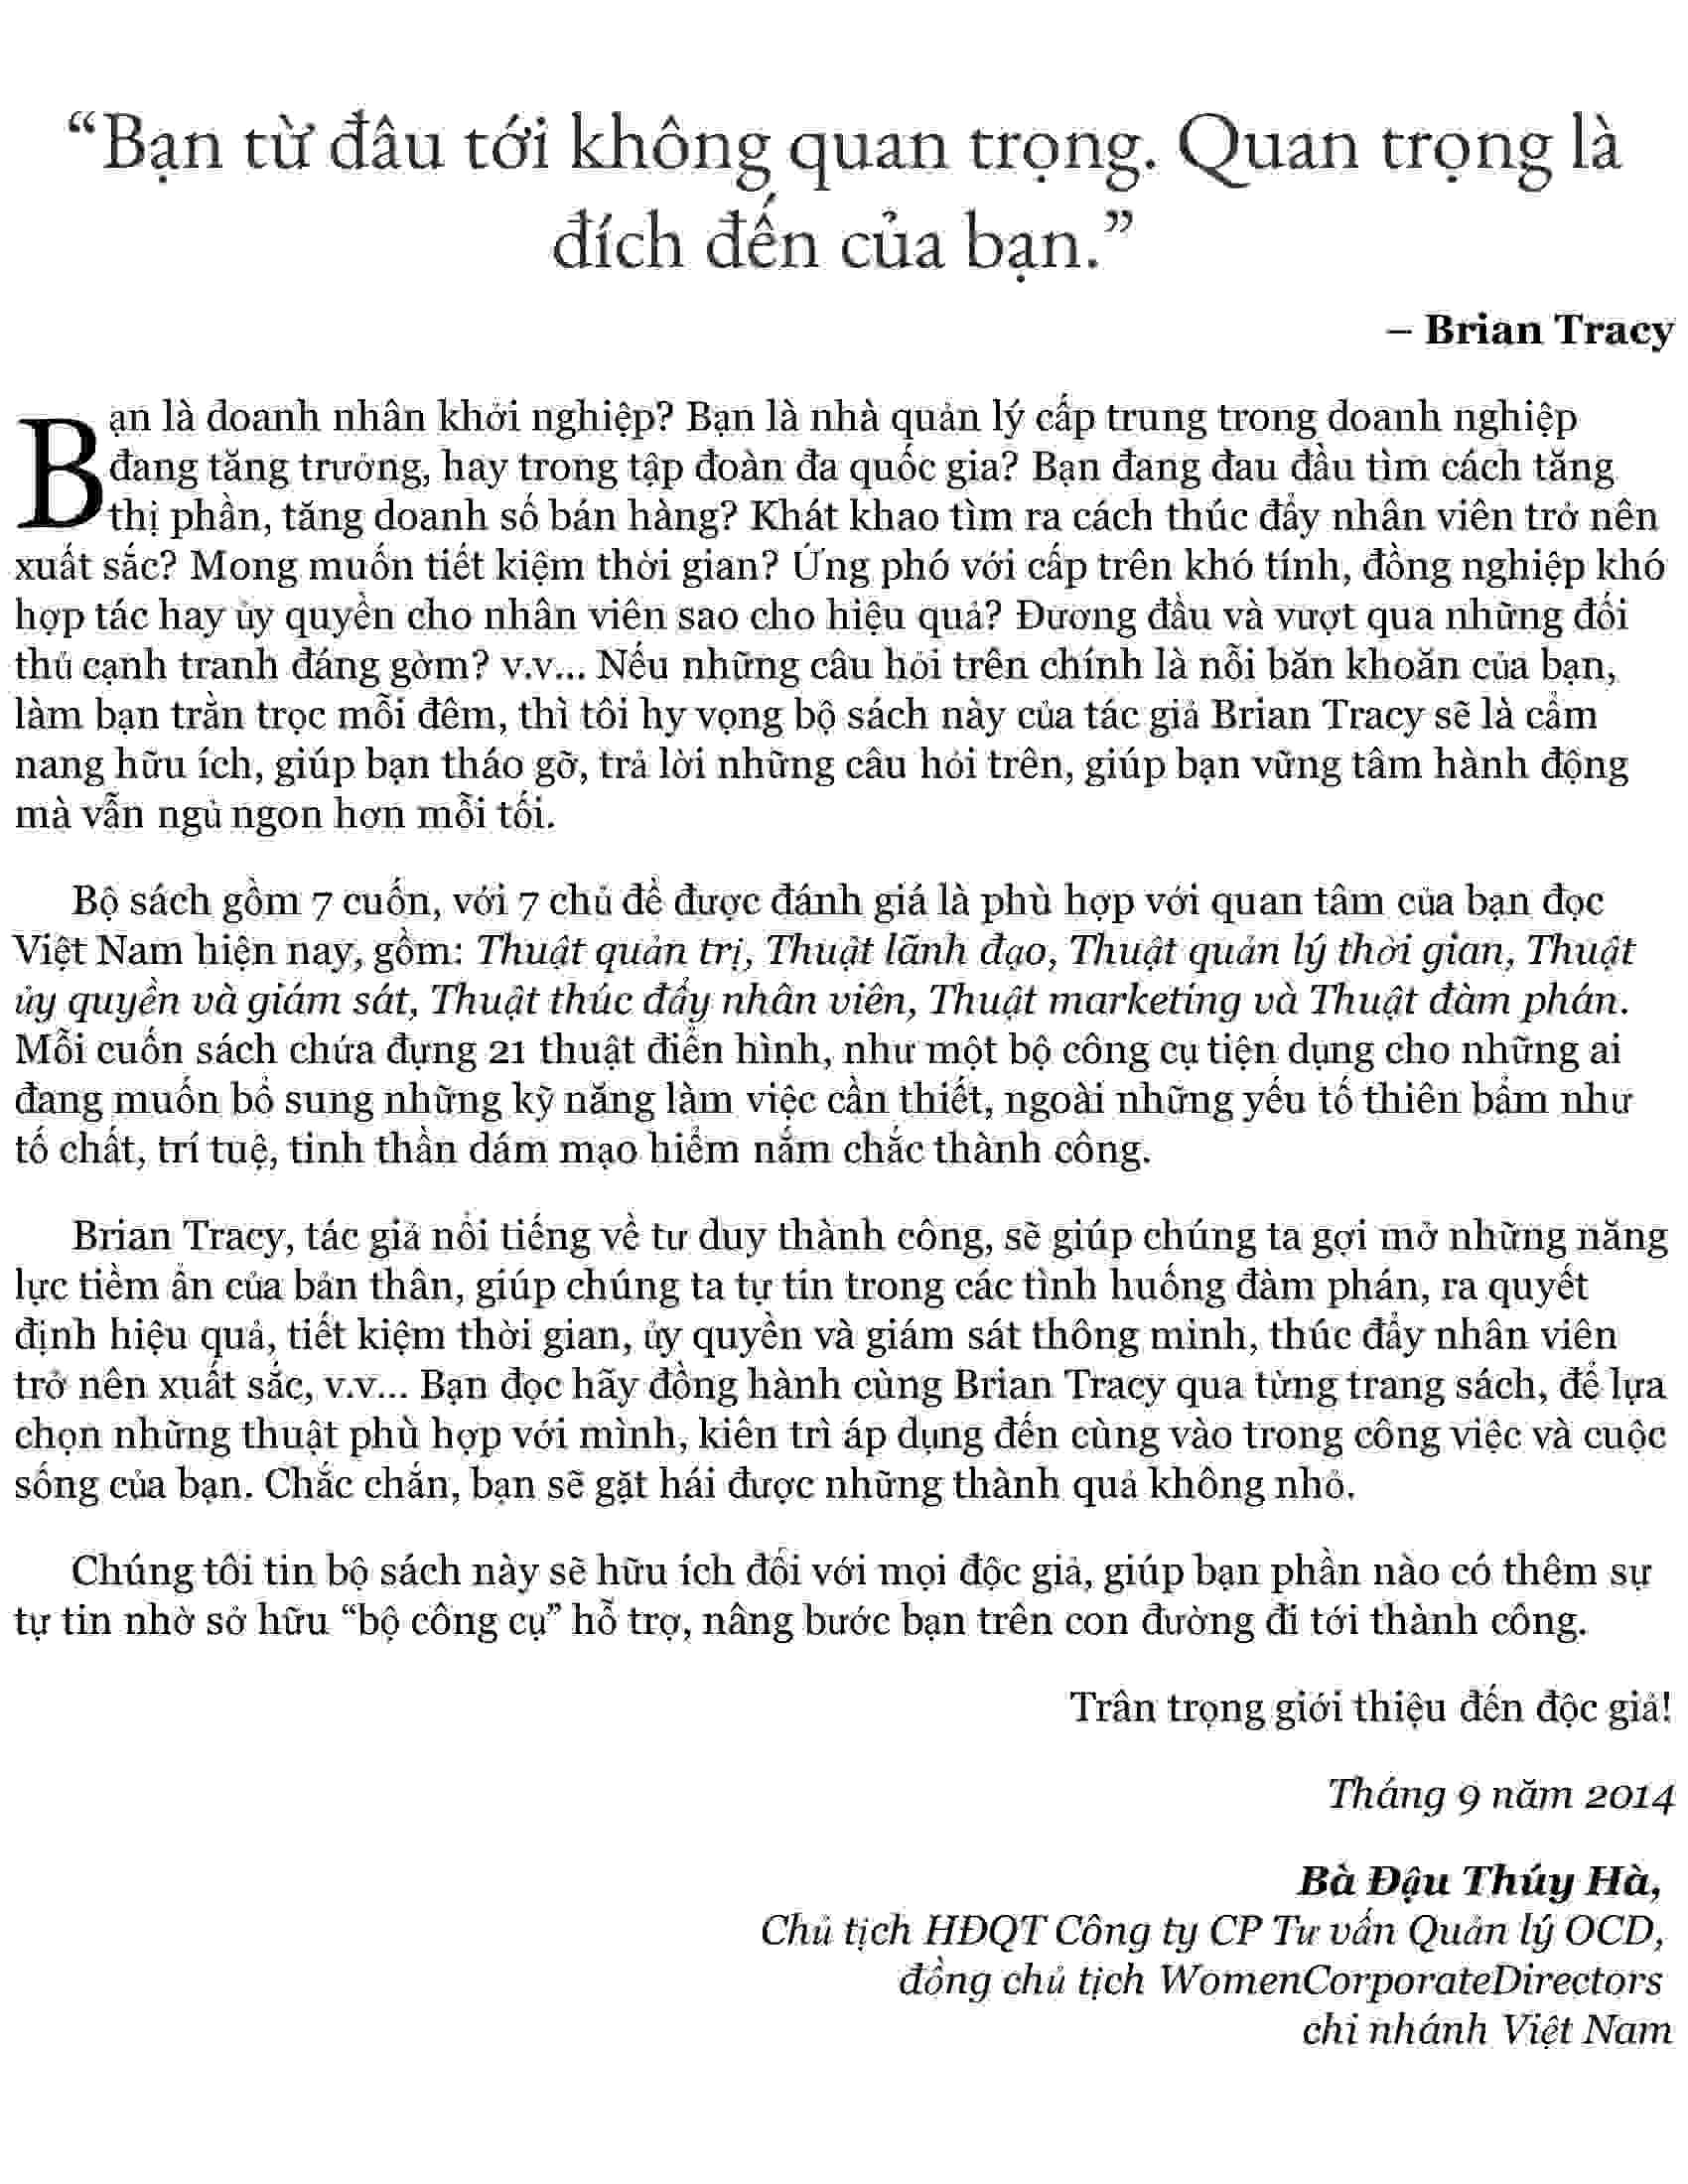 “Bạn từ đâu tới không quan trọng. Quan trọng là
đích đến của bạn.”
– Brian Tracy
Bạn là doanh nhân khởi nghiệp? Bạn là nhà quản lý cấp trung trong doanh nghiệp
đang tăng trưởng, hay trong tập đoàn đa quốc gia? Bạn đang đau đầu tìm cách tăng
thị phần, tăng doanh số bán hàng? Khát khao tìm ra cách thúc đẩy nhân viên trở nên
xuất sắc? Mong muốn tiết kiệm thời gian? Ứng phó với cấp trên khó tính, đồng nghiệp khó
hợp tác hay ủy quyền cho nhân viên sao cho hiệu quả? Đương đầu và vượt qua những đối
thủ cạnh tranh đáng gờm? v.v... Nếu những câu hỏi trên chính là nỗi băn khoăn của bạn,
làm bạn trằn trọc mỗi đêm, thì tôi hy vọng bộ sách này của tác giả Brian Tracy sẽ là cẩm
nang hữu ích, giúp bạn tháo gỡ, trả lời những câu hỏi trên, giúp bạn vững tâm hành động
mà vẫn ngủ ngon hơn mỗi tối.
Bộ sách gồm 7 cuốn, với 7 chủ đề được đánh giá là phù hợp với quan tâm của bạn đọc
Việt Nam hiện nay, gồm: Thuật quản trị, Thuật lãnh đạo, Thuật quản lý thời gian, Thuật
ủy quyền và giám sát, Thuật thúc đẩy nhân viên, Thuật marketing và Thuật đàm phán.
Mỗi cuốn sách chứa đựng 21 thuật điển hình, như một bộ công cụ tiện dụng cho những ai
đang muốn bổ sung những kỹ năng làm việc cần thiết, ngoài những yếu tố thiên bẩm như
tố chất, trí tuệ, tinh thần dám mạo hiểm nắm chắc thành công.
Brian Tracy, tác giả nổi tiếng về tư duy thành công, sẽ giúp chúng ta gợi mở những năng
lực tiềm ẩn của bản thân, giúp chúng ta tự tin trong các tình huống đàm phán, ra quyết
định hiệu quả, tiết kiệm thời gian, ủy quyền và giám sát thông minh, thúc đẩy nhân viên
trở nên xuất sắc, v.v... Bạn đọc hãy đồng hành cùng Brian Tracy qua từng trang sách, để lựa
chọn những thuật phù hợp với mình, kiên trì áp dụng đến cùng vào trong công việc và cuộc
sống của bạn. Chắc chắn, bạn sẽ gặt hái được những thành quả không nhỏ.
Chúng tôi tin bộ sách này sẽ hữu ích đối với mọi độc giả, giúp bạn phần nào có thêm sự
tự tin nhờ sở hữu “bộ công cụ” hỗ trợ, nâng bước bạn trên con đường đi tới thành công.
Trân trọng giới thiệu đến độc giả!
Tháng 9 năm 2014
Bà Đậu Thúy Hà,
Chủ tịch HĐQT Công ty CP Tư vấn Quản lý OCD,
đồng chủ tịch WomenCorporateDirectors
chi nhánh Việt Nam